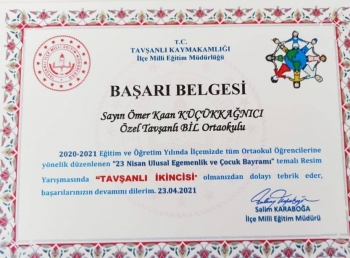 T.C.
TAVŞANLI KAYMAKAMLIĞI
İlçe Milli Eğitim Müdürlüğü
BAŞARI BELGESİ
Sayın Ömer Kaan KÜÇÜKKAĞNICI
Özel Tavşanlı BİL Ortaokulu
2020-2021 Eğitim ve Öğretim Yılında İlçemizde tüm Ortaokul Öğrencilerine
yönelik düzenlenen "23 Nisan Ulusal Egemenlik ve Çocuk Bayramı" temalı Resim
Yarışmasında "TAVŞANLI İKİNCİSİ" olmanızdan dolayı tebrik eder,
başarılarınızın devamını dilerim. 23.04.2021
Selim KARABOĞA
İlçe Milli Eğitim Müdürü